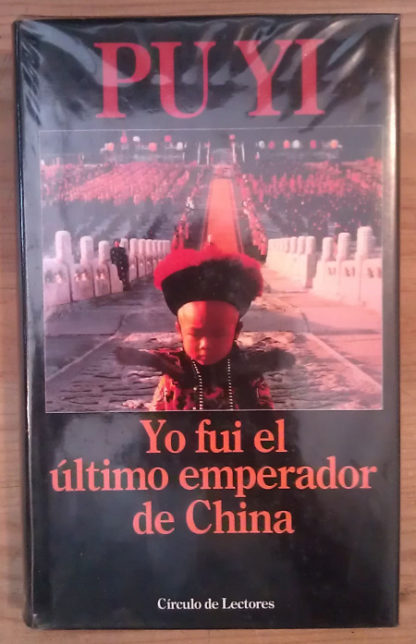 PU YI
Yo fui el
último emperador
de China
Círculo de Lectores